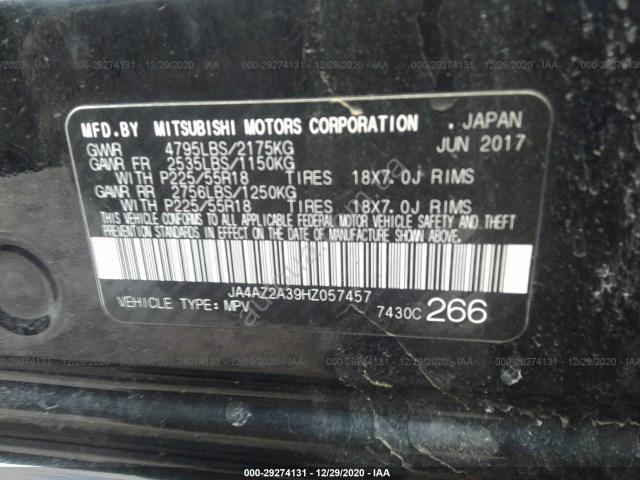 000-29274131 - 12/29/2020 - IAA
MFD.BY MITSUBISHI MOTORS CORPORATION . JAPAN
GVWR 4795LBS/2175KG JUN 2017
GAWR FR 2535LBS/1150KG
WITH P225/55R18 TIRES 18X7.0J RIMS
GAWR RR 2756LBS/1250KG
WITH P225/55R18 TIRES 18X7.0J RIMS
THIS VEHICLE CONFORMS TO ALL APPLICABLE FEDERAL MOTOR VEHICLE SAFETY AND THEFT
PREVENTION STANDARDS IN EFFECT ON THE DATE OF MANUFACTURE SHOWN ABOVE.
JA4AZ2A39HZ057457
VEHICLE TYPE:MPV 7430C 266
000-29274131 - 12/29/2020 - IAA